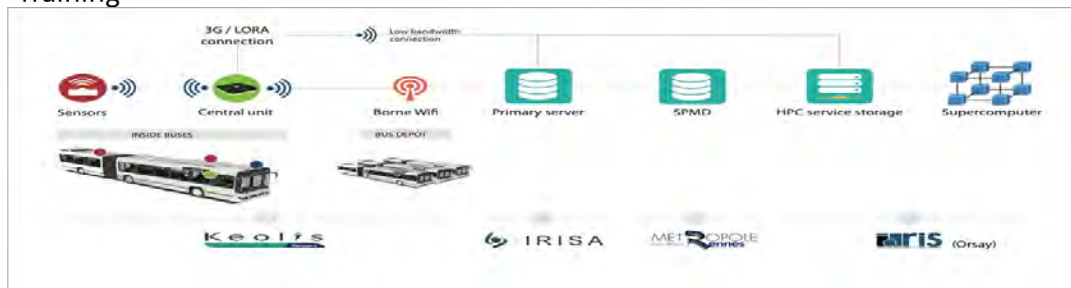 Training
3G / LORA
connection
Low bandwidth
connection
Sensors
Central unit
Borne Wifi
Primary server
SPMD
HPC service storage
Supercomputer
INSIDE BUSES
BUS DEPOT
Keolis
IRISA
METROPOLE
Rennes
(Orsay)